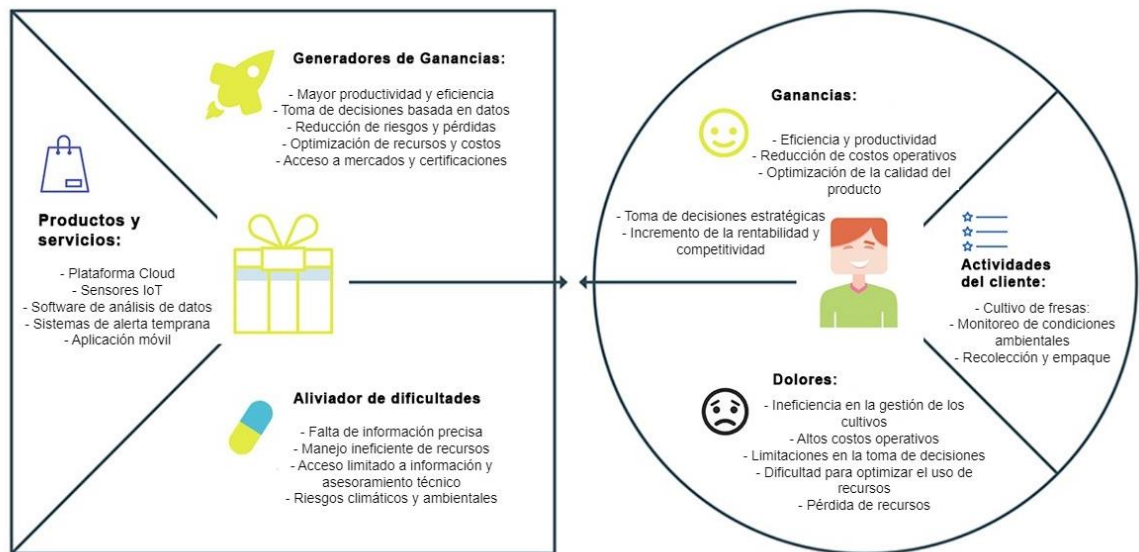 Generadores de Ganancias:
- Mayor productividad y eficiencia
- Toma de decisiones basada en datos
- Reducción de riesgos y pérdidas
- Optimización de recursos y costos
- Acceso a mercados y certificaciones
Productos y
servicios:
- Plataforma Cloud
- Sensores IoT
- Software de análisis de datos
- Sistemas de alerta temprana
- Aplicación móvil
Aliviador de dificultades
- Falta de información precisa
- Manejo ineficiente de recursos
- Acceso limitado a información y
asesoramiento técnico
- Riesgos climáticos y ambientales
Ganancias:
- Eficiencia y productividad
- Reducción de costos operativos
- Optimización de la calidad del
producto
- Toma de decisiones estratégicas
- Incremento de la rentabilidad y
competitividad
Actividades
del cliente:
- Cultivo de fresas:
- Monitoreo de condiciones
ambientales
- Recolección y empaque
Dolores:
- Ineficiencia en la gestión de los
cultivos
- Altos costos operativos
- Limitaciones en la toma de decisiones
- Dificultad para optimizar el uso de
recursos
- Pérdida de recursos